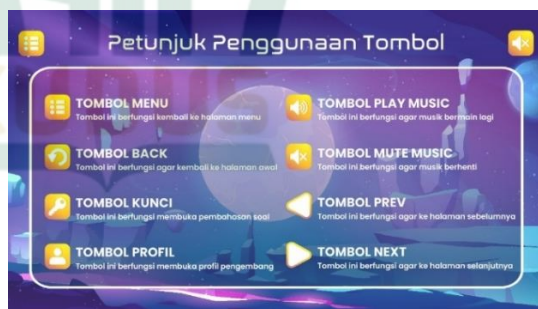 Petunjuk Penggunaan Tombol
TOMBOL MENU
Tombol ini berfungsi kembali ke halaman menu
TOMBOL BACK
Tombol ini berfungsi agar kembali ke halaman awal
TOMBOL KUNCI
Tombol ini berfungsi membuka pembahasan soal
TOMBOL PROFIL
Tombol ini berfungsi membuka profil pengembang
TOMBOL PLAY MUSIC
Tombol ini berfungsi agar musik bermain lagi
TOMBOL MUTE MUSIC
Tombol ini berfungsi agar musik berhenti
TOMBOL PREV
Tombol ini berfungsi agar ke halaman sebelumnya
TOMBOL NEXT
Tombol ini berfungsi agar ke halaman selanjutnya